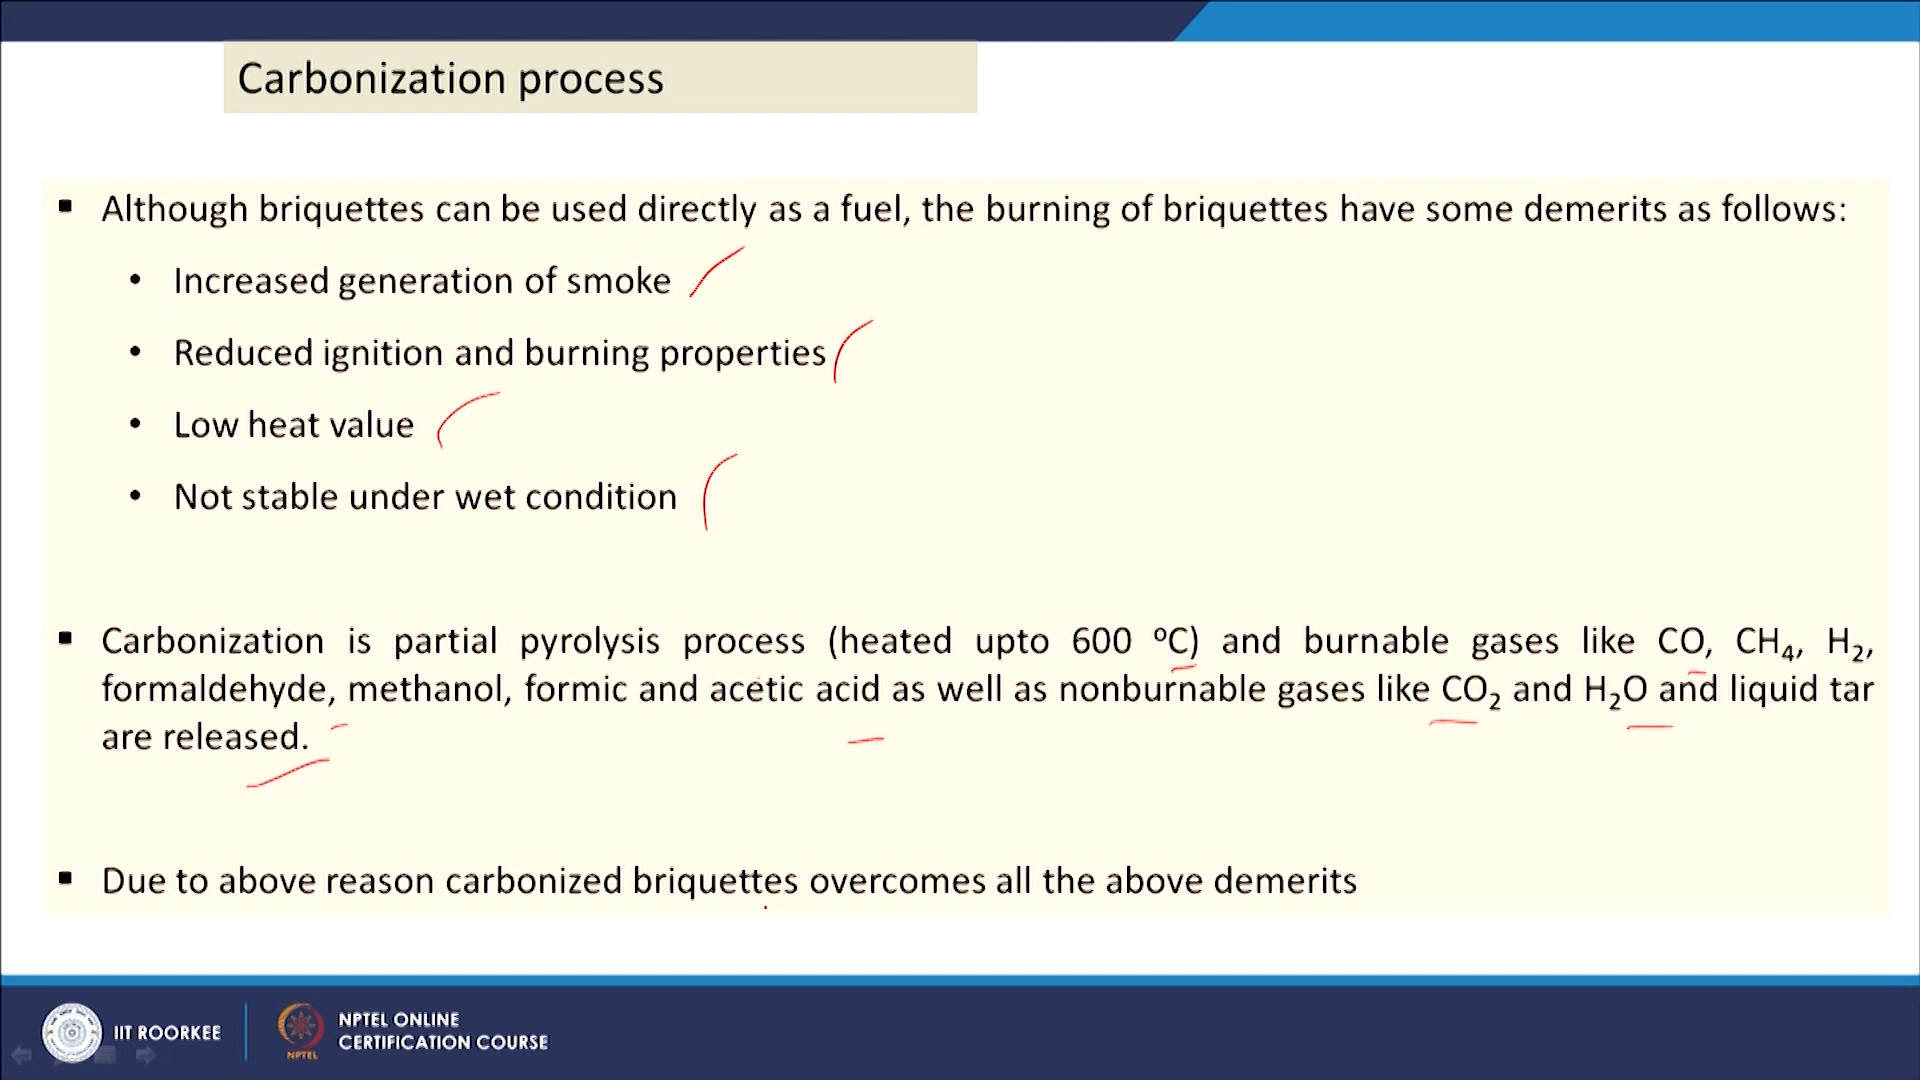 Carbonization process
▪ Although briquettes can be used directly as a fuel, the burning of briquettes have some demerits as follows:
• Increased generation of smoke
• Reduced ignition and burning properties
• Low heat value
• Not stable under wet condition
▪ Carbonization is partial pyrolysis process (heated upto 600 ºC) and burnable gases like CO, CH₄, H₂,
formaldehyde, methanol, formic and acetic acid as well as nonburnable gases like CO₂ and H₂O and liquid tar
are released.
▪ Due to above reason carbonized briquettes overcomes all the above demerits
IIT ROORKEE
NPTEL
NPTEL ONLINE
CERTIFICATION COURSE